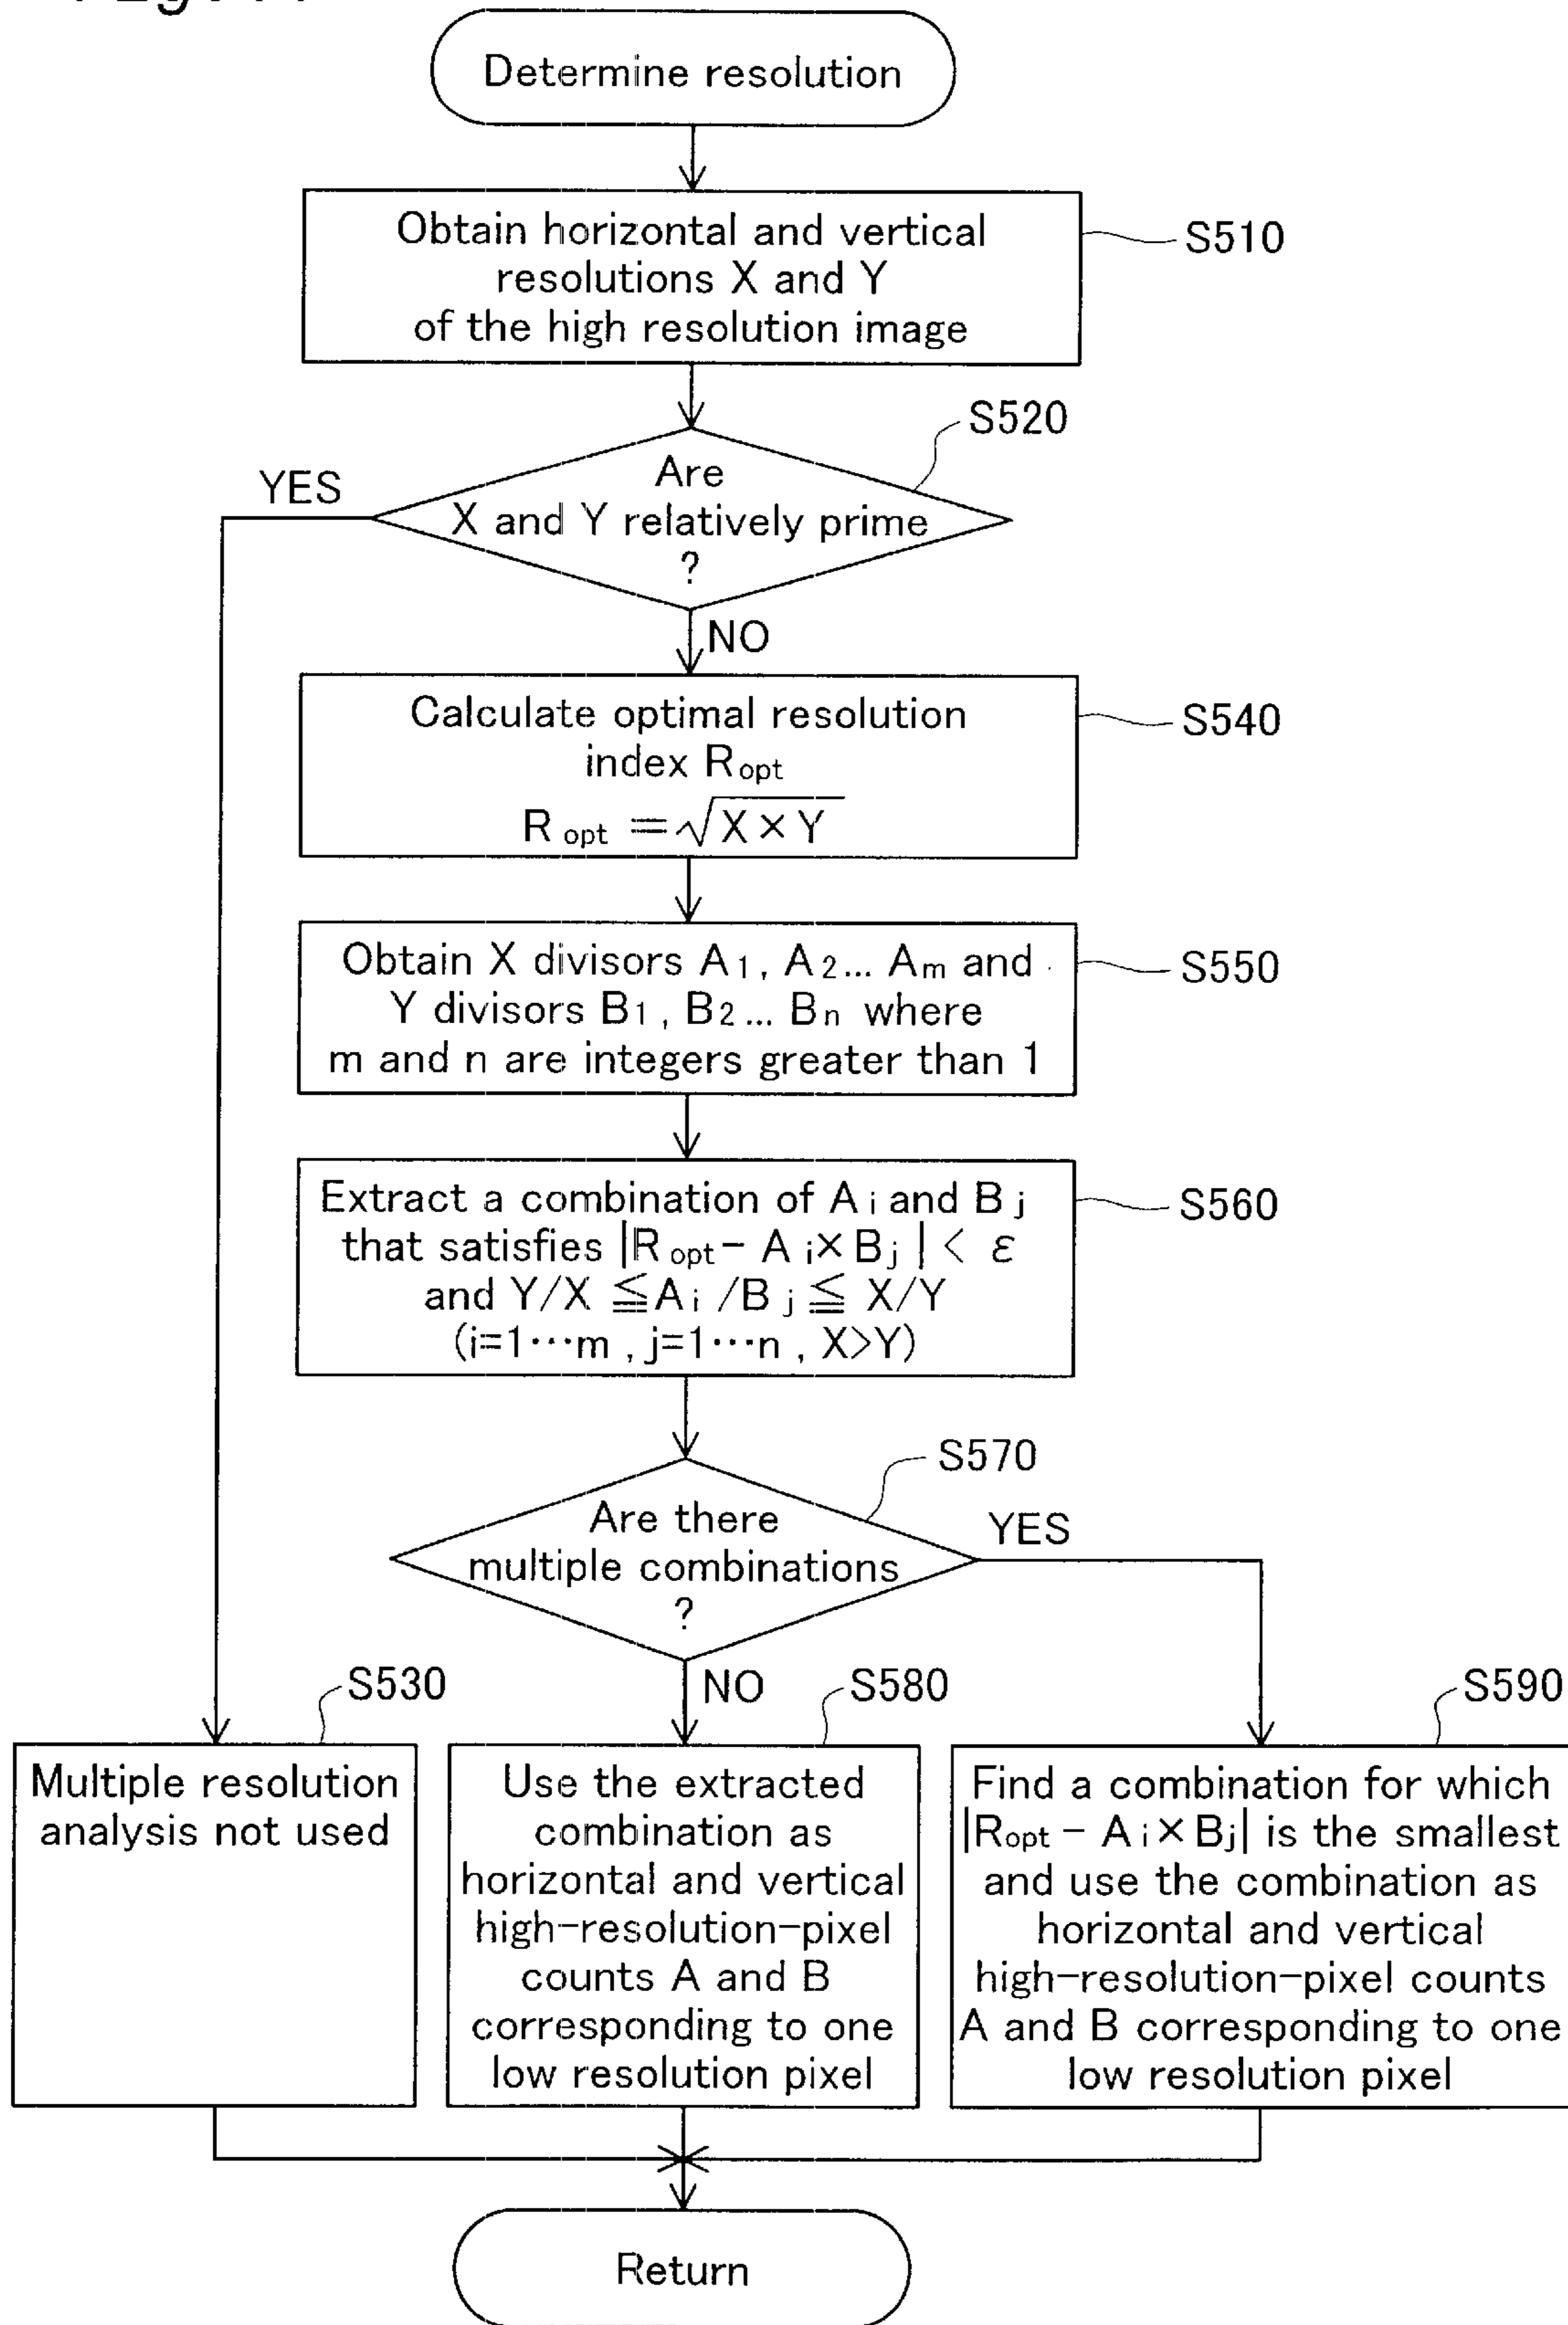 Determine resolution
Obtain horizontal and vertical
resolutions X and Y
of the high resolution image
S510
S520
Are
X and Y relatively prime
?
YES
NO
Calculate optimal resolution
index Ropt
Ropt = √X × Y
S540
Obtain X divisors A1, A2... Am and
Y divisors B1, B2... Bn where
m and n are integers greater than 1
S550
Extract a combination of Ai and Bj
that satisfies |Ropt - Ai × Bj| < ε
and Y/X ≦ Ai /Bj ≦ X/Y
(i=1⋯m , j=1⋯n , X>Y)
S560
S570
Are there
multiple combinations
?
YES
NO
S530
Multiple resolution
analysis not used
S580
Use the extracted
combination as
horizontal and vertical
high-resolution-pixel
counts A and B
corresponding to one
low resolution pixel
S590
Find a combination for which
|Ropt - Ai × Bj| is the smallest
and use the combination as
horizontal and vertical
high-resolution-pixel counts
A and B corresponding to one
low resolution pixel
Return